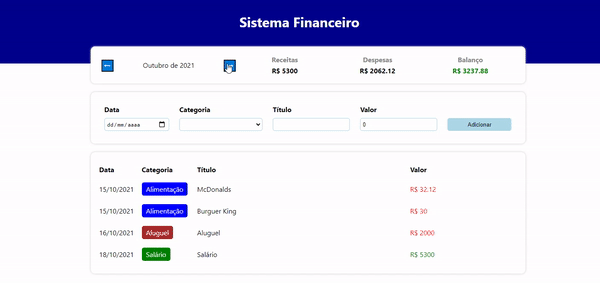 Sistema Financeiro
Outubro de 2021
Receitas Despesas Balanço
R$ 5300 R$ 2062.12 R$ 3237.88
Data Categoria Título Valor
dd/mm/aaaa 0 Adicionar
Data Categoria Título Valor
15/10/2021 Alimentação McDonalds R$ 32.12
15/10/2021 Alimentação Burguer King R$ 30
16/10/2021 Aluguel Aluguel R$ 2000
18/10/2021 Salário Salário R$ 5300